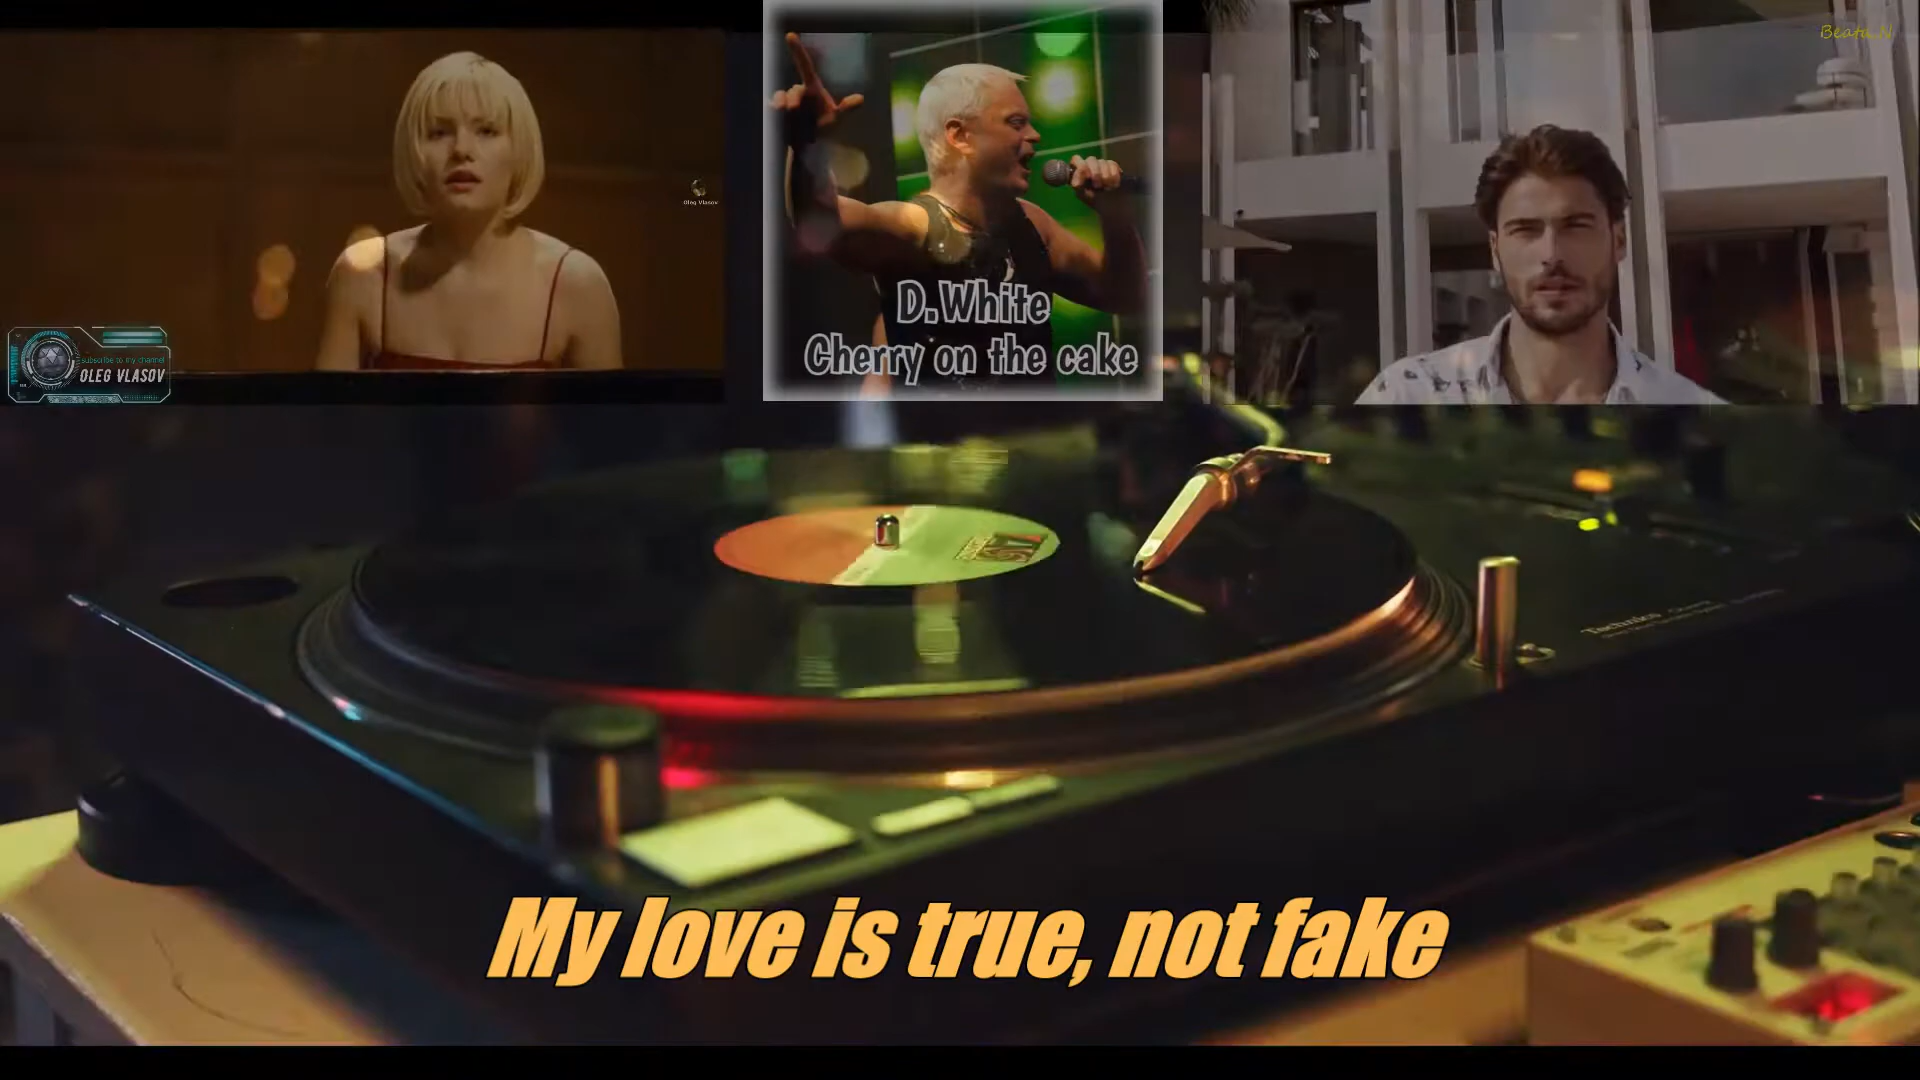 Beata N
Oleg Vlasov
D.White
Cherry on the cake
subscribe to my channel
OLEG VLASOV
Technics
My love is true, not fake